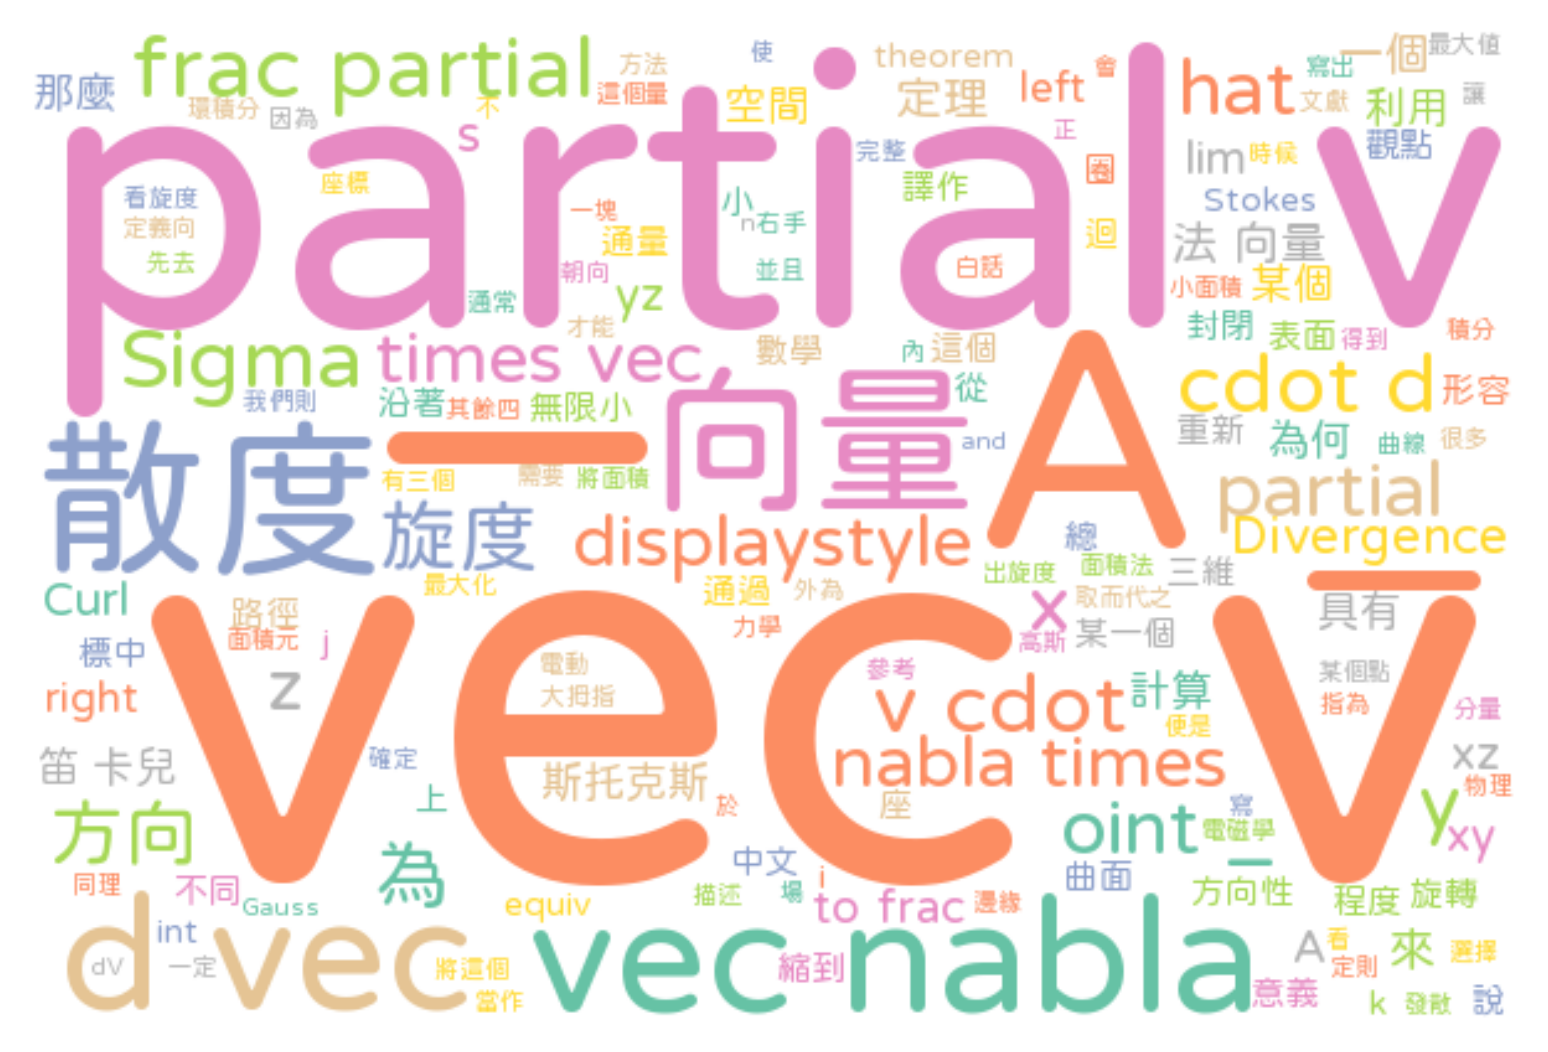 frac partial
那麼
環積分
因為
方法
這個量
不
s
使
空間
theorem
定理
left
會
正
hat
一個
最大值
寫出
文獻
利用
讓
觀點
partial v
看旋度
定義向
先去
座標
一塊
通量
朝向
通常
yz
才能
小
n
右手
並且
完整
譯作
白話
圈
迴
lim
時候
Stokes
法 向量
小面積
某個
封閉
表面
得到
積分
Sigma
times vec
數學
內
這個
從
cdot d
形容
我們則
沿著
其餘四
無限小
向量
A
重新
為何
曲線
很多
散度
一
有三個
需要
將面積
旋度
and
partial
Divergence
displaystyle
總
出旋度
面積法
三維
Curl
路徑
面積元
j
最大化
通過
外為
力學
x
取而代之
高斯
某一個
具有
標中
right
z
vec v
電動
大拇指
參考
v cdot
計算
便是
某個點
指為
分量
笛 卡兒
確定
斯托克斯
nabla times
xz
物理
方向
上
於
座
oint
寫
電磁學
y
xy
同理
不同
Gauss
為
equiv
中文
描述
場
i
to frac
邊緣
曲面
方向性
程度
旋轉
d vec
dV
int
一定
將這個
當作
vec nabla
縮到
意義
A
看
定則
來
選擇
k
發散
說